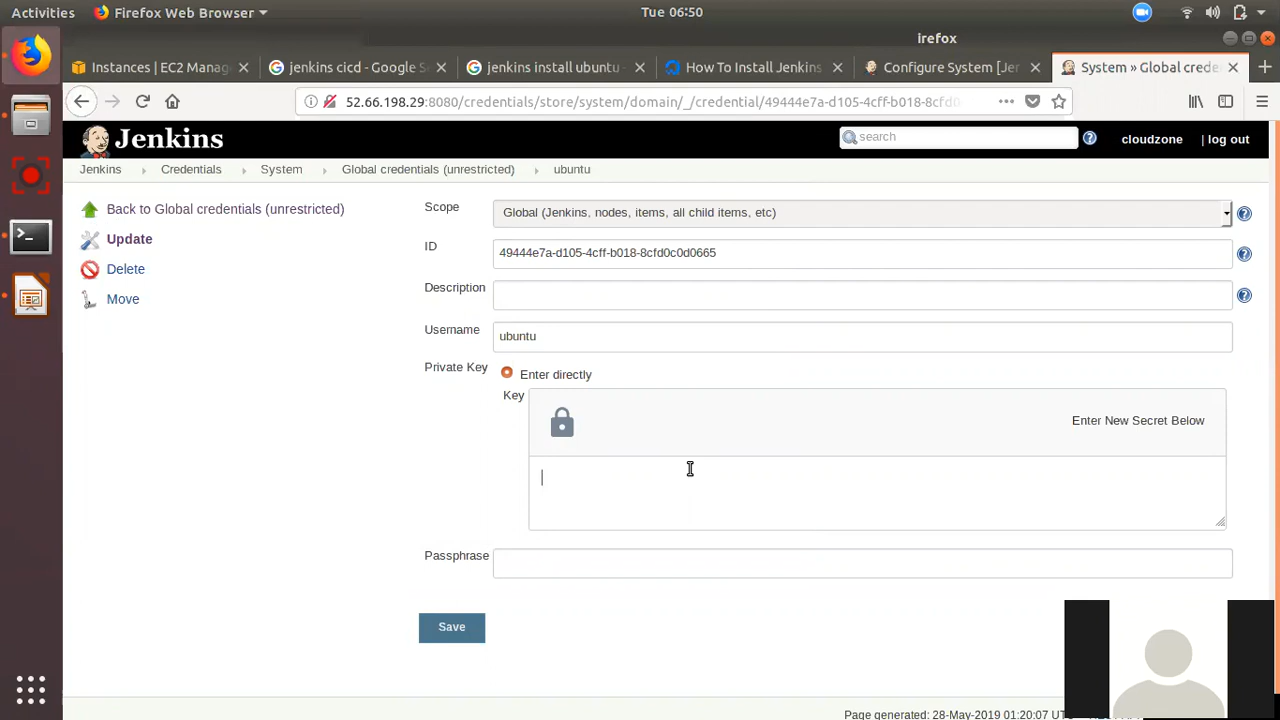 Activities Firefox Web Browser Tue 06:50
irefox
Instances | EC2 Manag jenkins cicd - Google S jenkins install ubuntu - How To Install Jenkins Configure System [Jen System » Global crede
52.66.198.29:8080/credentials/store/system/domain/_/credential/49444e7a-d105-4cff-b018-8cfd0
Jenkins search cloudzone | log out
Jenkins Credentials System Global credentials (unrestricted) ubuntu
Back to Global credentials (unrestricted)
Update
Delete
Move
Scope Global (Jenkins, nodes, items, all child items, etc)
ID 49444e7a-d105-4cff-b018-8cfd0c0d0665
Description
Username ubuntu
Private Key Enter directly
Key Enter New Secret Below
Passphrase
Save
Page generated: 28-May-2019 01:20:07